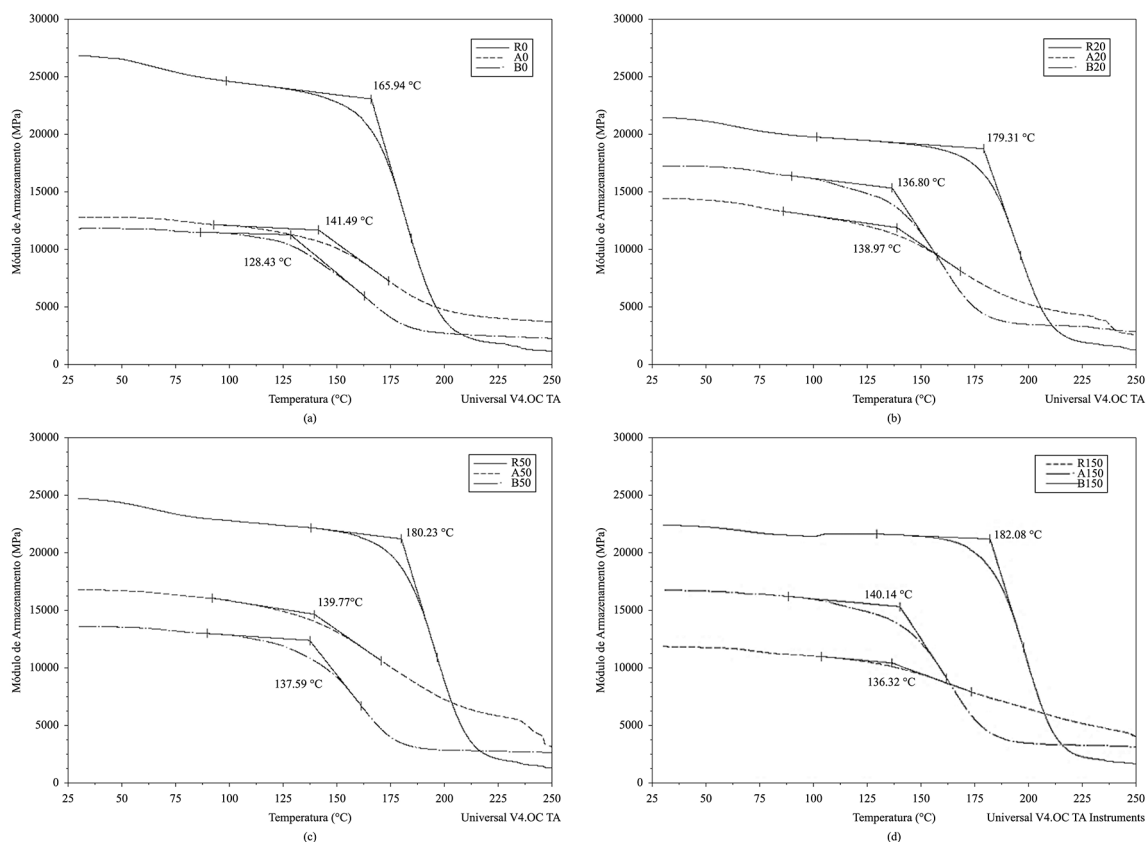 30000
25000
20000
15000
10000
5000
0
Módulo de Armazenamento (MPa)
R0
A0
B0
165.94 °C
141.49 °C
128.43 °C
25 50 75 100 125 150 175 200 225 250
Temperatura (°C)
Universal V4.OC TA
(a)
30000
25000
20000
15000
10000
5000
0
Módulo de Armazenamento (MPa)
R20
A20
B20
179.31 °C
136.80 °C
138.97 °C
25 50 75 100 125 150 175 200 225 250
Temperatura (°C)
Universal V4.OC TA
(b)
30000
25000
20000
15000
10000
5000
0
Módulo de Armazenamento (MPa)
R50
A50
B50
180.23 °C
139.77°C
137.59 °C
25 50 75 100 125 150 175 200 225 250
Temperatura (°C)
Universal V4.OC TA
(c)
30000
25000
20000
15000
10000
5000
0
Módulo de Armazenamento (MPa)
R150
A150
B150
182.08 °C
140.14 °C
136.32 °C
25 50 75 100 125 150 175 200 225 250
Temperatura (°C)
Universal V4.OC TA Instruments
(d)